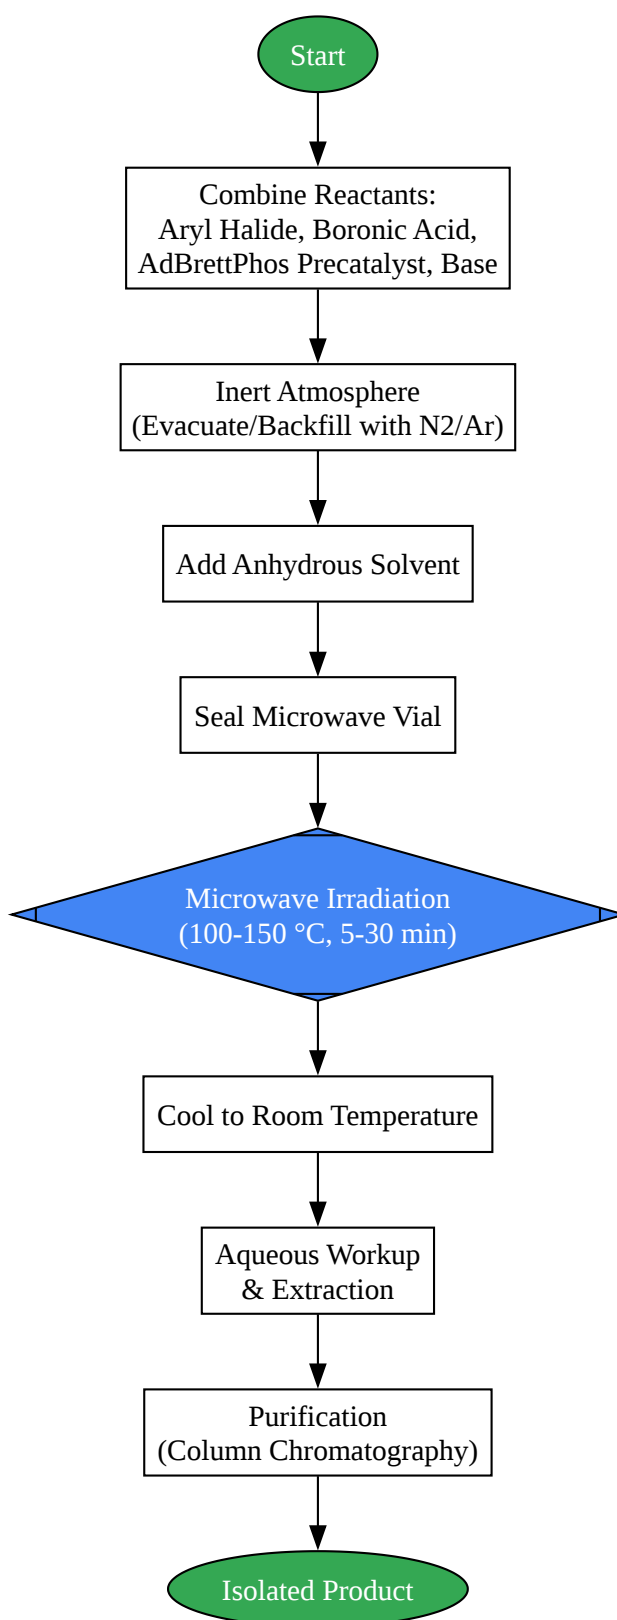 Start
Combine Reactants:
Aryl Halide, Boronic Acid,
AdBrettPhos Precatalyst, Base
Inert Atmosphere
(Evacuate/Backfill with N2/Ar)
Add Anhydrous Solvent
Seal Microwave Vial
Microwave Irradiation
(100-150 °C, 5-30 min)
Cool to Room Temperature
Aqueous Workup
& Extraction
Purification
(Column Chromatography)
Isolated Product